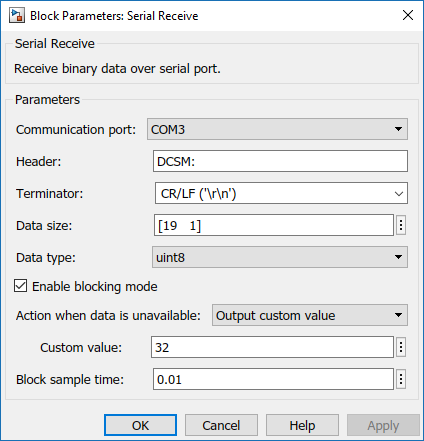 Block Parameters: Serial Receive
Serial Receive
Receive binary data over serial port.
Parameters
Communication port: COM3
Header: DCSM:
Terminator: CR/LF ('\r\n')
Data size: [19 1]
Data type: uint8
Enable blocking mode
Action when data is unavailable: Output custom value
Custom value: 32
Block sample time: 0.01
OK Cancel Help Apply